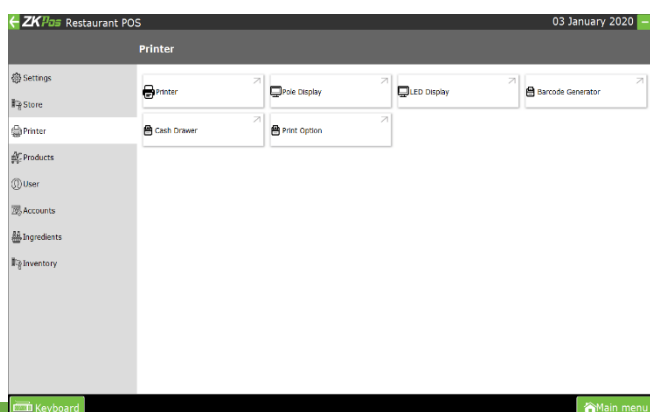 ZKPos Restaurant POS 03 January 2020
Printer
Settings
Store
Printer
Products
User
Accounts
Ingredients
Inventory
Printer Pole Display LED Display Barcode Generator
Cash Drawer Print Option
Keyboard Main menu